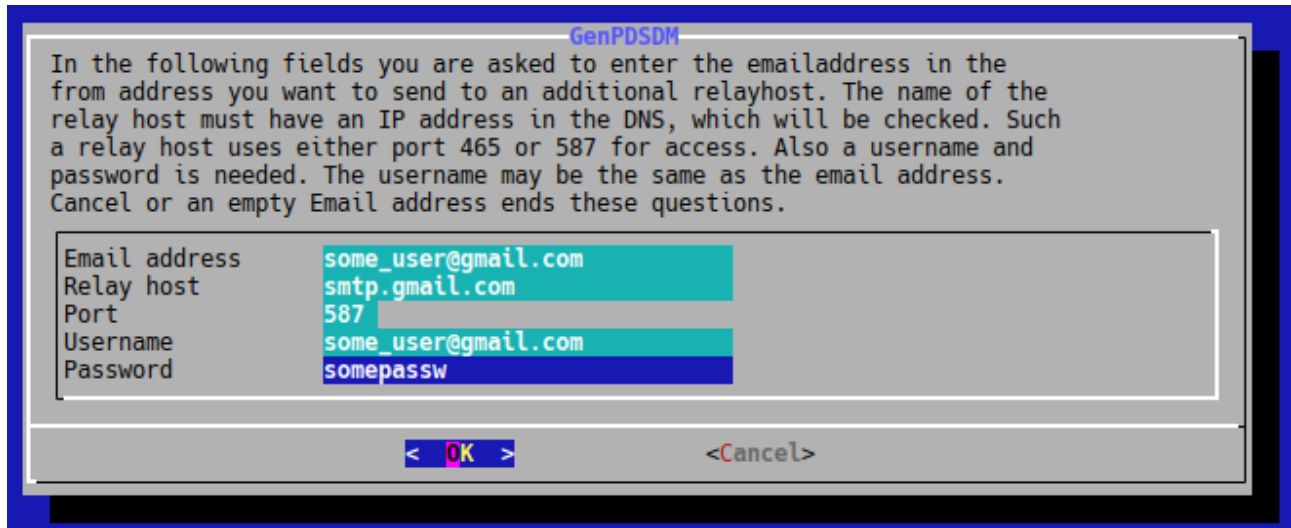 GenPDSDM
In the following fields you are asked to enter the emailaddress in the
from address you want to send to an additional relayhost. The name of the
relay host must have an IP address in the DNS, which will be checked. Such
a relay host uses either port 465 or 587 for access. Also a username and
password is needed. The username may be the same as the email address.
Cancel or an empty Email address ends these questions.
Email address some_user@gmail.com
Relay host smtp.gmail.com
Port 587
Username some_user@gmail.com
Password somepassw
< OK > <Cancel>